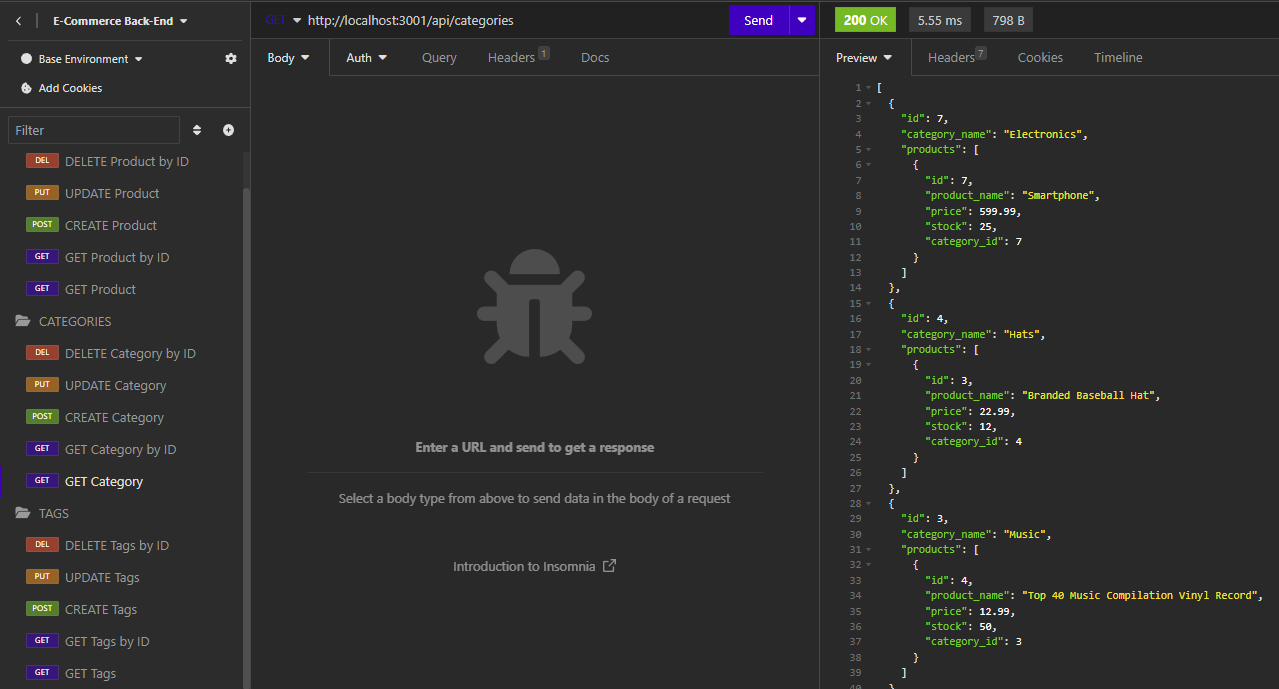 E-Commerce Back-End
Base Environment
Add Cookies
Filter
DEL DELETE Product by ID
PUT UPDATE Product
POST CREATE Product
GET GET Product by ID
GET GET Product
CATEGORIES
DEL DELETE Category by ID
PUT UPDATE Category
POST CREATE Category
GET GET Category by ID
GET GET Category
TAGS
DEL DELETE Tags by ID
PUT UPDATE Tags
POST CREATE Tags
GET GET Tags by ID
GET GET Tags
GET http://localhost:3001/api/categories Send
Body Auth Query Headers 1 Docs
Enter a URL and send to get a response
Select a body type from above to send data in the body of a request
Introduction to Insomnia
200 OK 5.55 ms 798 B
Preview Headers 7 Cookies Timeline
1 [
2 {
3 "id": 7,
4 "category_name": "Electronics",
5 "products": [
6 {
7 "id": 7,
8 "product_name": "Smartphone",
9 "price": 599.99,
10 "stock": 25,
11 "category_id": 7
12 }
13 ]
14 },
15 {
16 "id": 4,
17 "category_name": "Hats",
18 "products": [
19 {
20 "id": 3,
21 "product_name": "Branded Baseball Hat",
22 "price": 22.99,
23 "stock": 12,
24 "category_id": 4
25 }
26 ]
27 },
28 {
29 "id": 3,
30 "category_name": "Music",
31 "products": [
32 {
33 "id": 4,
34 "product_name": "Top 40 Music Compilation Vinyl Record",
35 "price": 12.99,
36 "stock": 50,
37 "category_id": 3
38 }
39 ]
40 }